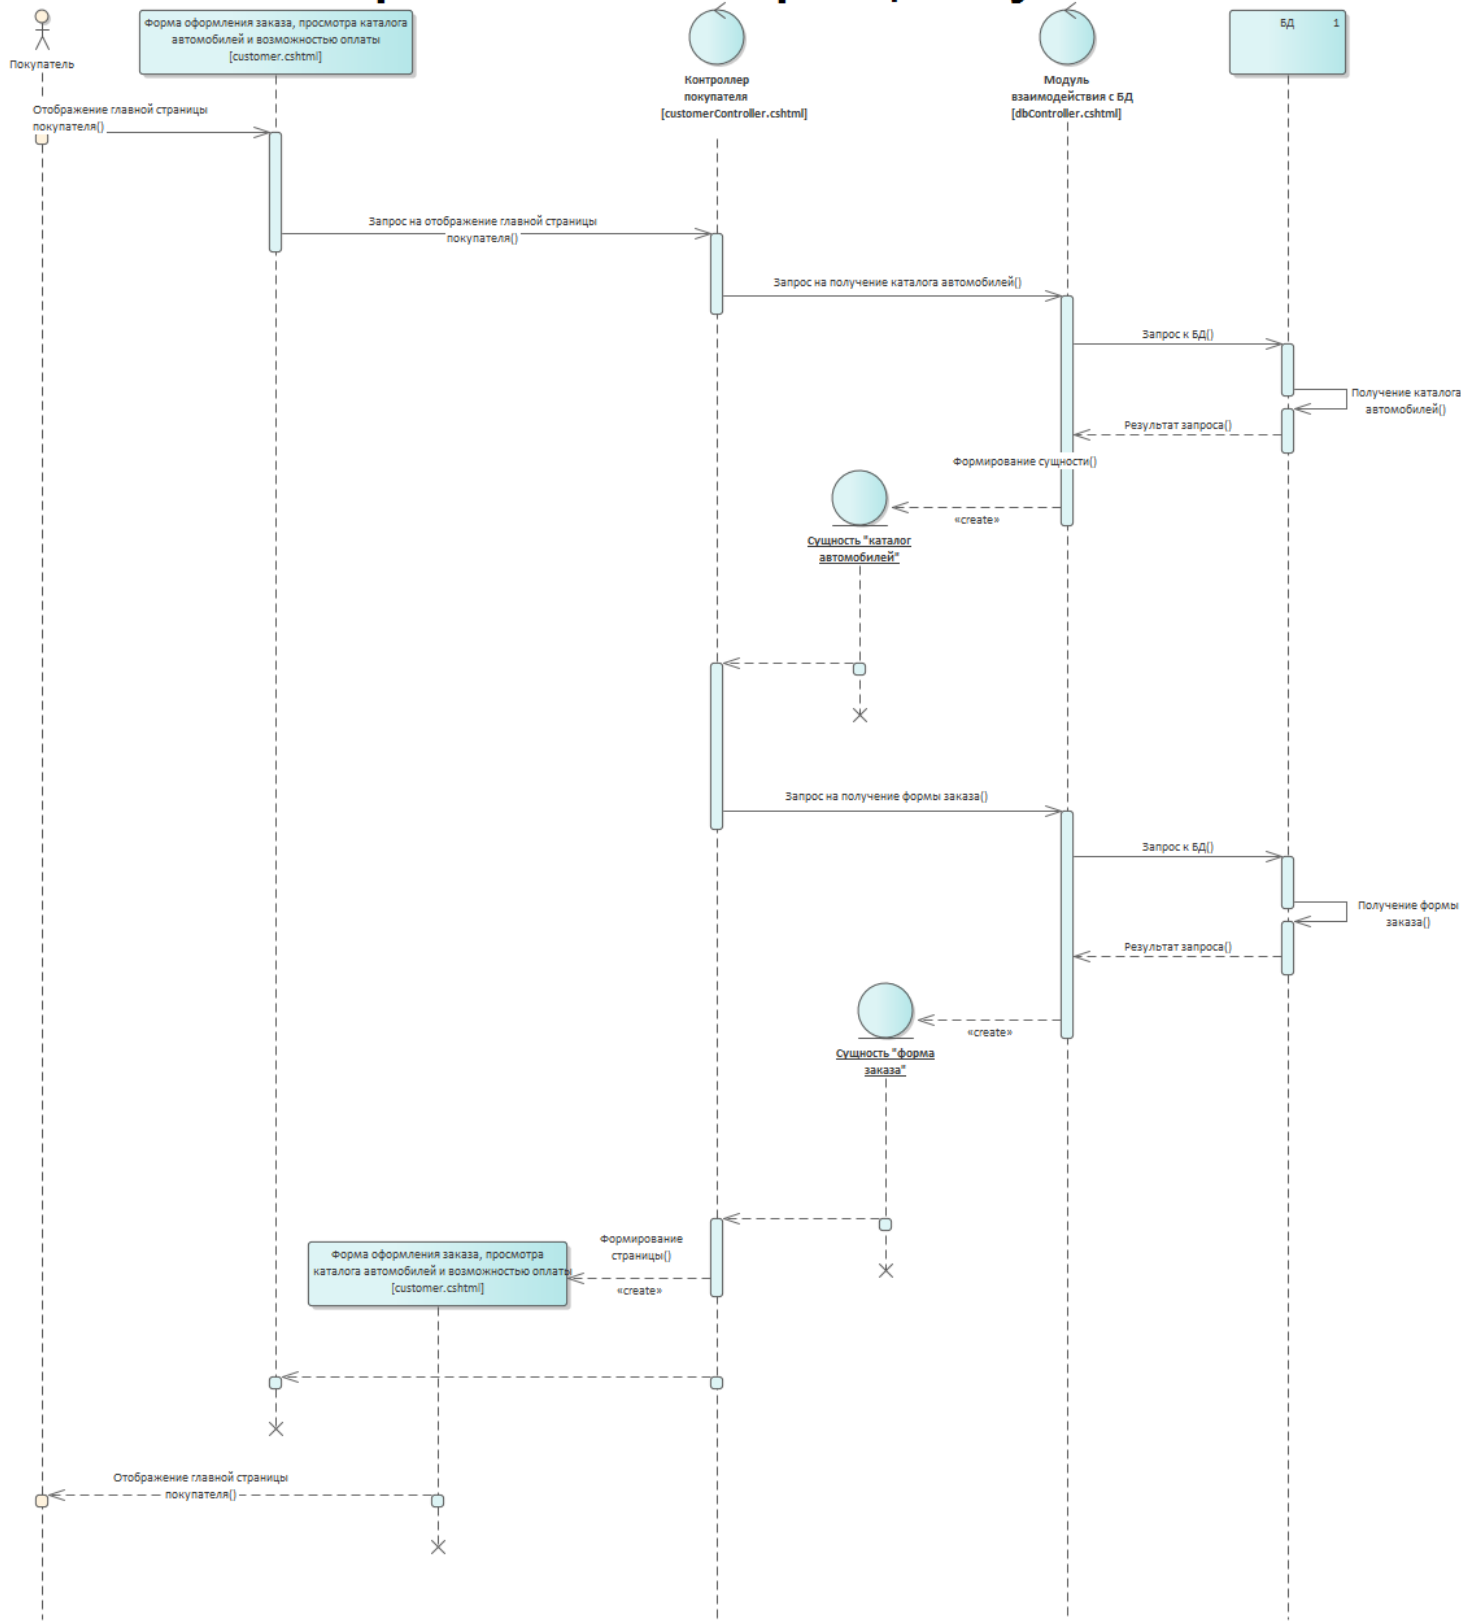 Покупатель
Форма оформления заказа, просмотра каталога
автомобилей и возможностью оплаты
[customer.cshtml]
Контроллер
покупателя
[customerController.cshtml]
Модуль
взаимодействия с БД
[dbController.cshtml]
БД 1
Отображение главной страницы
покупателя()
Запрос на отображение главной страницы
покупателя()
Запрос на получение каталога автомобилей()
Запрос к БД()
Получение каталога
автомобилей()
Результат запроса()
Формирование сущности()
«create»
Сущность "каталог
автомобилей"
Запрос на получение формы заказа()
Запрос к БД()
Получение формы
заказа()
Результат запроса()
«create»
Сущность "форма
заказа"
Формирование
страницы()
«create»
Форма оформления заказа, просмотра
каталога автомобилей и возможностью оплаты
[customer.cshtml]
Отображение главной страницы
покупателя()